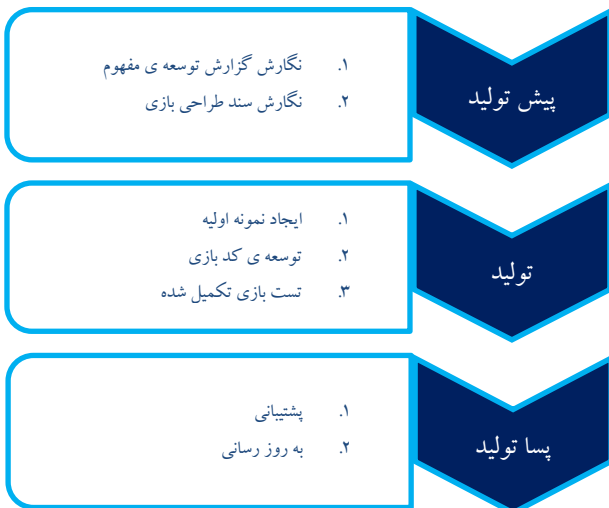 پیش تولید
۱. نگارش گزارش توسعه ی مفهوم
۲. نگارش سند طراحی بازی
تولید
۱. ایجاد نمونه اولیه
۲. توسعه ی کد بازی
۳. تست بازی تکمیل شده
پسا تولید
۱. پشتیبانی
۲. به روز رسانی